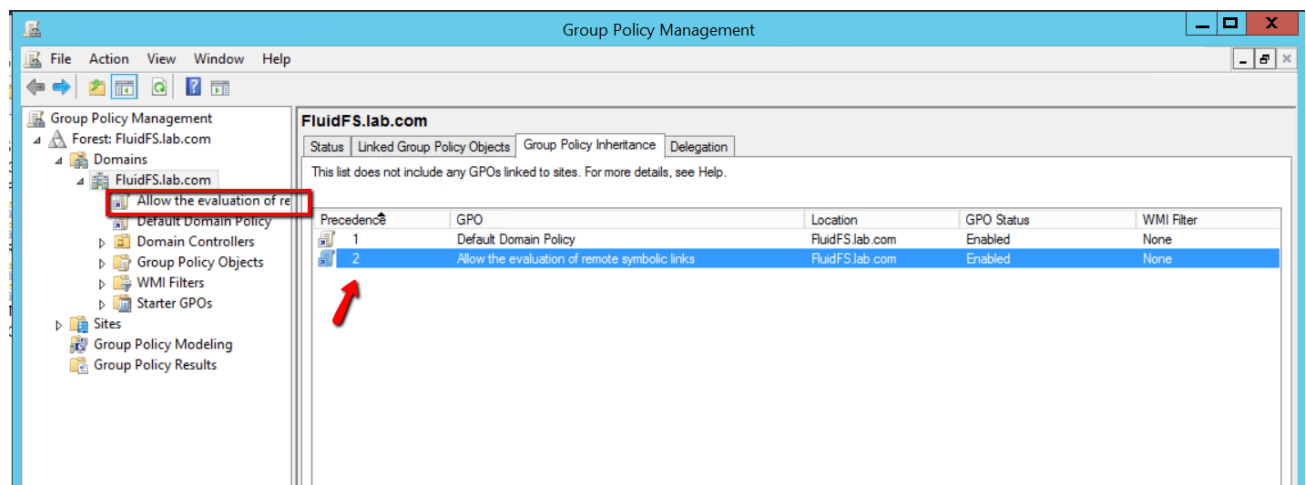 Group Policy Management
File Action View Window Help
Group Policy Management
Forest: FluidFS.lab.com
Domains
FluidFS.lab.com
Allow the evaluation of re
Default Domain Policy
Domain Controllers
Group Policy Objects
WMI Filters
Starter GPOs
Sites
Group Policy Modeling
Group Policy Results
FluidFS.lab.com
Status Linked Group Policy Objects Group Policy Inheritance Delegation
This list does not include any GPOs linked to sites. For more details, see Help.
Precedence GPO Location GPO Status WMI Filter
1 Default Domain Policy FluidFS.lab.com Enabled None
2 Allow the evaluation of remote symbolic links FluidFS.lab.com Enabled None